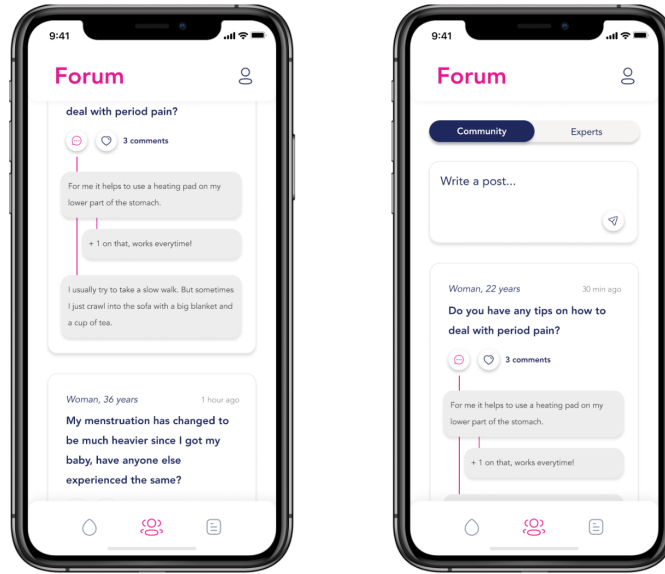 9:41
Forum
deal with period pain?
3 comments
For me it helps to use a heating pad on my
lower part of the stomach.
+ 1 on that, works everytime!
I usually try to take a slow walk. But sometimes
I just crawl into the sofa with a big blanket and
a cup of tea.
Woman, 36 years
1 hour ago
My menstruation has changed to
be much heavier since I got my
baby, have anyone else
experienced the same?
9:41
Forum
Community
Experts
Write a post...
Woman, 22 years
30 min ago
Do you have any tips on how to
deal with period pain?
3 comments
For me it helps to use a heating pad on my
lower part of the stomach.
+ 1 on that, works everytime!